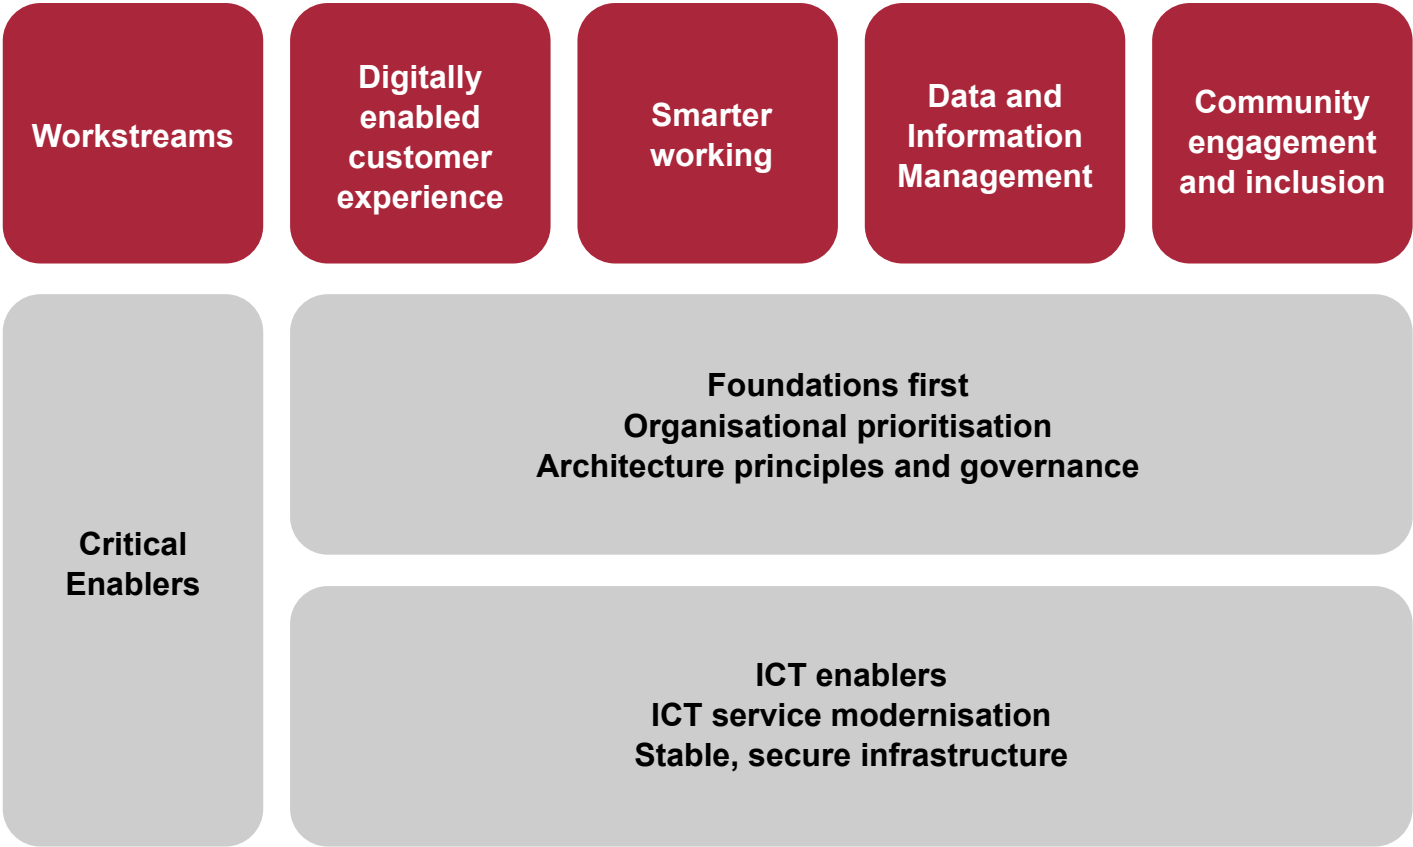 Workstreams
Digitally
enabled
customer
experience
Smarter
working
Data and
Information
Management
Community
engagement
and inclusion
Critical
Enablers
Foundations first
Organisational prioritisation
Architecture principles and governance
ICT enablers
ICT service modernisation
Stable, secure infrastructure